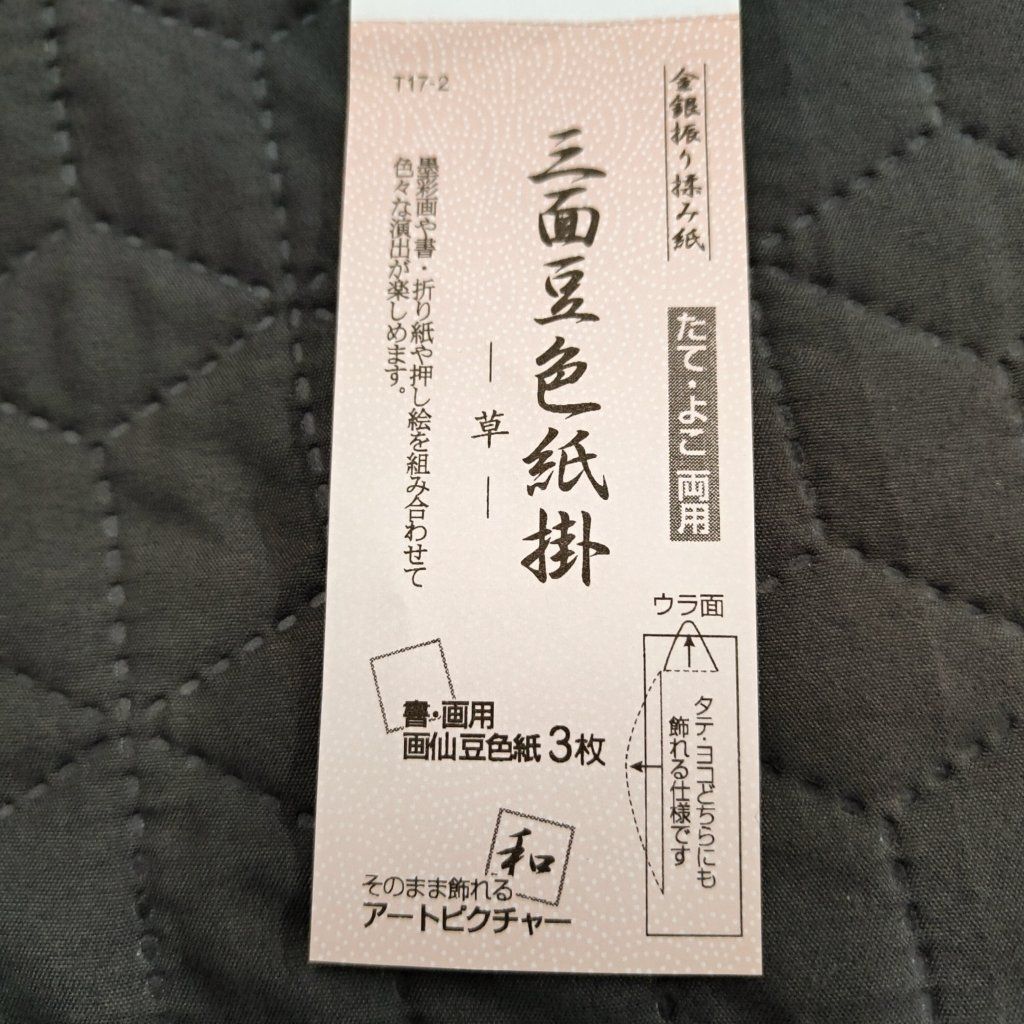 T17-2
金銀振り揉み紙
たて・よこ 両用
三面豆色紙掛
―草―
墨彩画や書・折り紙や押し絵を組み合わせて
色々な演出が楽しめます。
ウラ面
タテ・ヨコどちらにも
飾れる仕様です
書・画用
画仙豆色紙3枚
和
そのまま飾れる
アートピクチャー